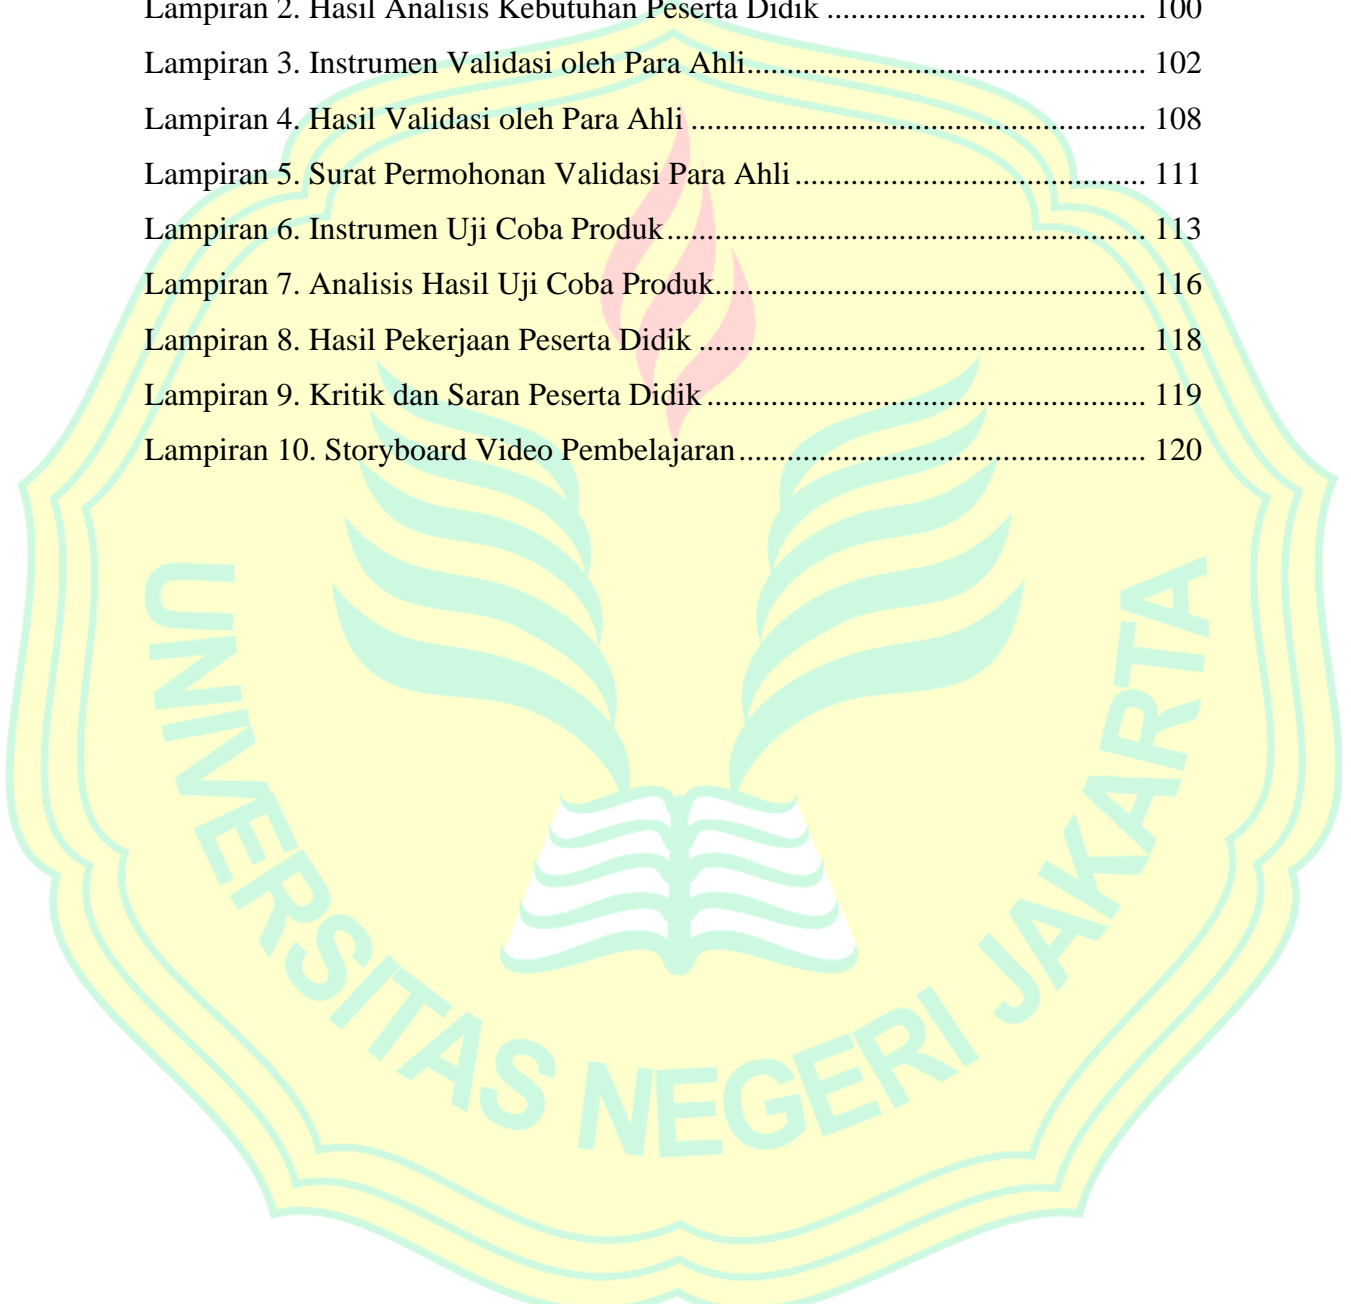 Lampiran 2. Hasil Analisis Kebutuhan Peserta Didik ........................................ 100
Lampiran 3. Instrumen Validasi oleh Para Ahli.................................................. 102
Lampiran 4. Hasil Validasi oleh Para Ahli ......................................................... 108
Lampiran 5. Surat Permohonan Validasi Para Ahli............................................ 111
Lampiran 6. Instrumen Uji Coba Produk............................................................ 113
Lampiran 7. Analisis Hasil Uji Coba Produk...................................................... 116
Lampiran 8. Hasil Pekerjaan Peserta Didik ........................................................ 118
Lampiran 9. Kritik dan Saran Peserta Didik ....................................................... 119
Lampiran 10. Storyboard Video Pembelajaran................................................... 120
UNIVERSITAS NEGERI JAKARTA